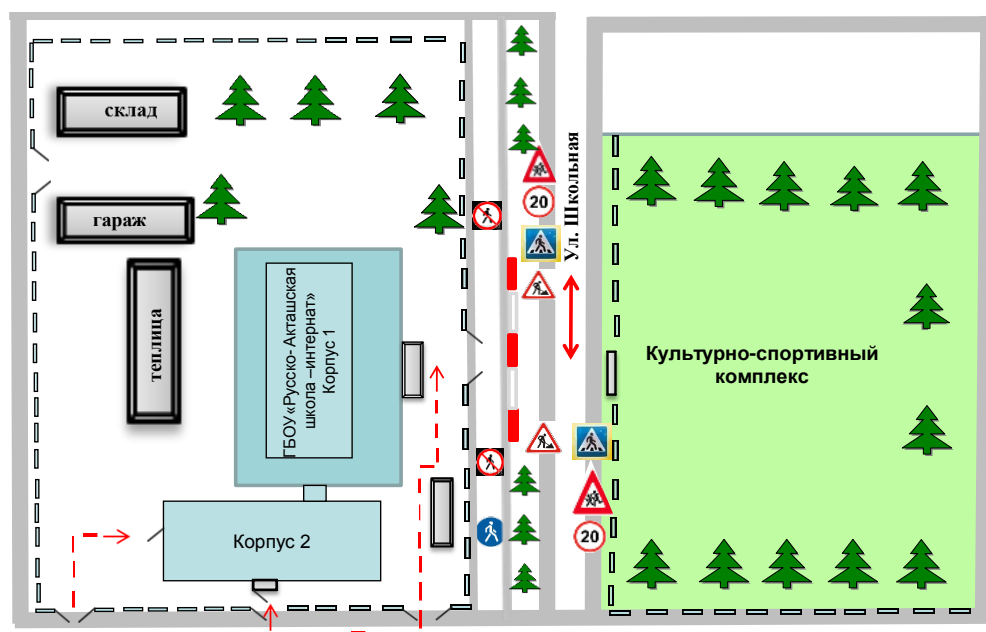 склад
гараж
теплица
ГБОУ «Русско- Акташская
школа –интернат»
Корпус 1
Корпус 2
20
Ул. Школьная
20
Культурно-спортивный
комплекс